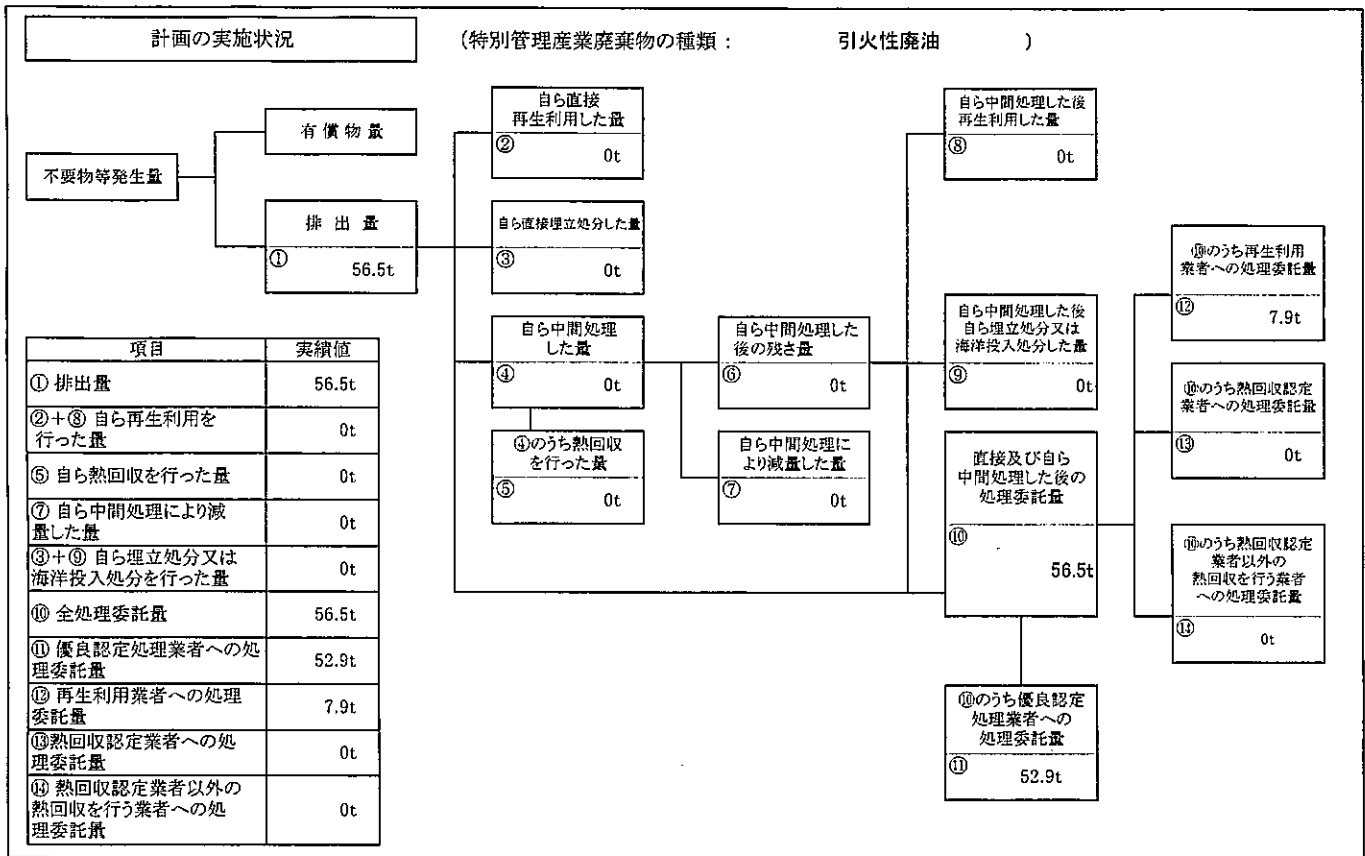 計画の実施状況
(特別管理産業廃棄物の種類： 引火性廃油 )
不要物等発生量
有償物量
排出量
①
56.5t
自ら直接
再生利用した量
②
0t
自ら直接埋立処分した量
③
0t
自ら中間処理
した量
④
0t
④のうち熱回収
を行った量
⑤
0t
自ら中間処理した
後の残さ量
⑥
0t
自ら中間処理に
より減量した量
⑦
0t
自ら中間処理した後
再生利用した量
⑧
0t
自ら中間処理した後
自ら埋立処分又は
海洋投入処分した量
⑨
0t
直接及び自ら
中間処理した後の
処理委託量
⑩
56.5t
⑩のうち優良認定
処理業者への
処理委託量
⑪
52.9t
⑩のうち再生利用
業者への処理委託量
⑫
7.9t
⑩のうち熱回収認定
業者への処理委託量
⑬
0t
⑩のうち熱回収認定
業者以外の
熱回収を行う業者
への処理委託量
⑭
0t
項目 実績値
① 排出量 56.5t
②+⑧ 自ら再生利用を
行った量 0t
⑤ 自ら熱回収を行った量 0t
⑦ 自ら中間処理により減
量した量 0t
③+⑨ 自ら埋立処分又は
海洋投入処分を行った量 0t
⑩ 全処理委託量 56.5t
⑪ 優良認定処理業者への処
理委託量 52.9t
⑫ 再生利用業者への処理
委託量 7.9t
⑬熱回収認定業者への処
理委託量 0t
⑭ 熱回収認定業者以外の
熱回収を行う業者への処
理委託量 0t